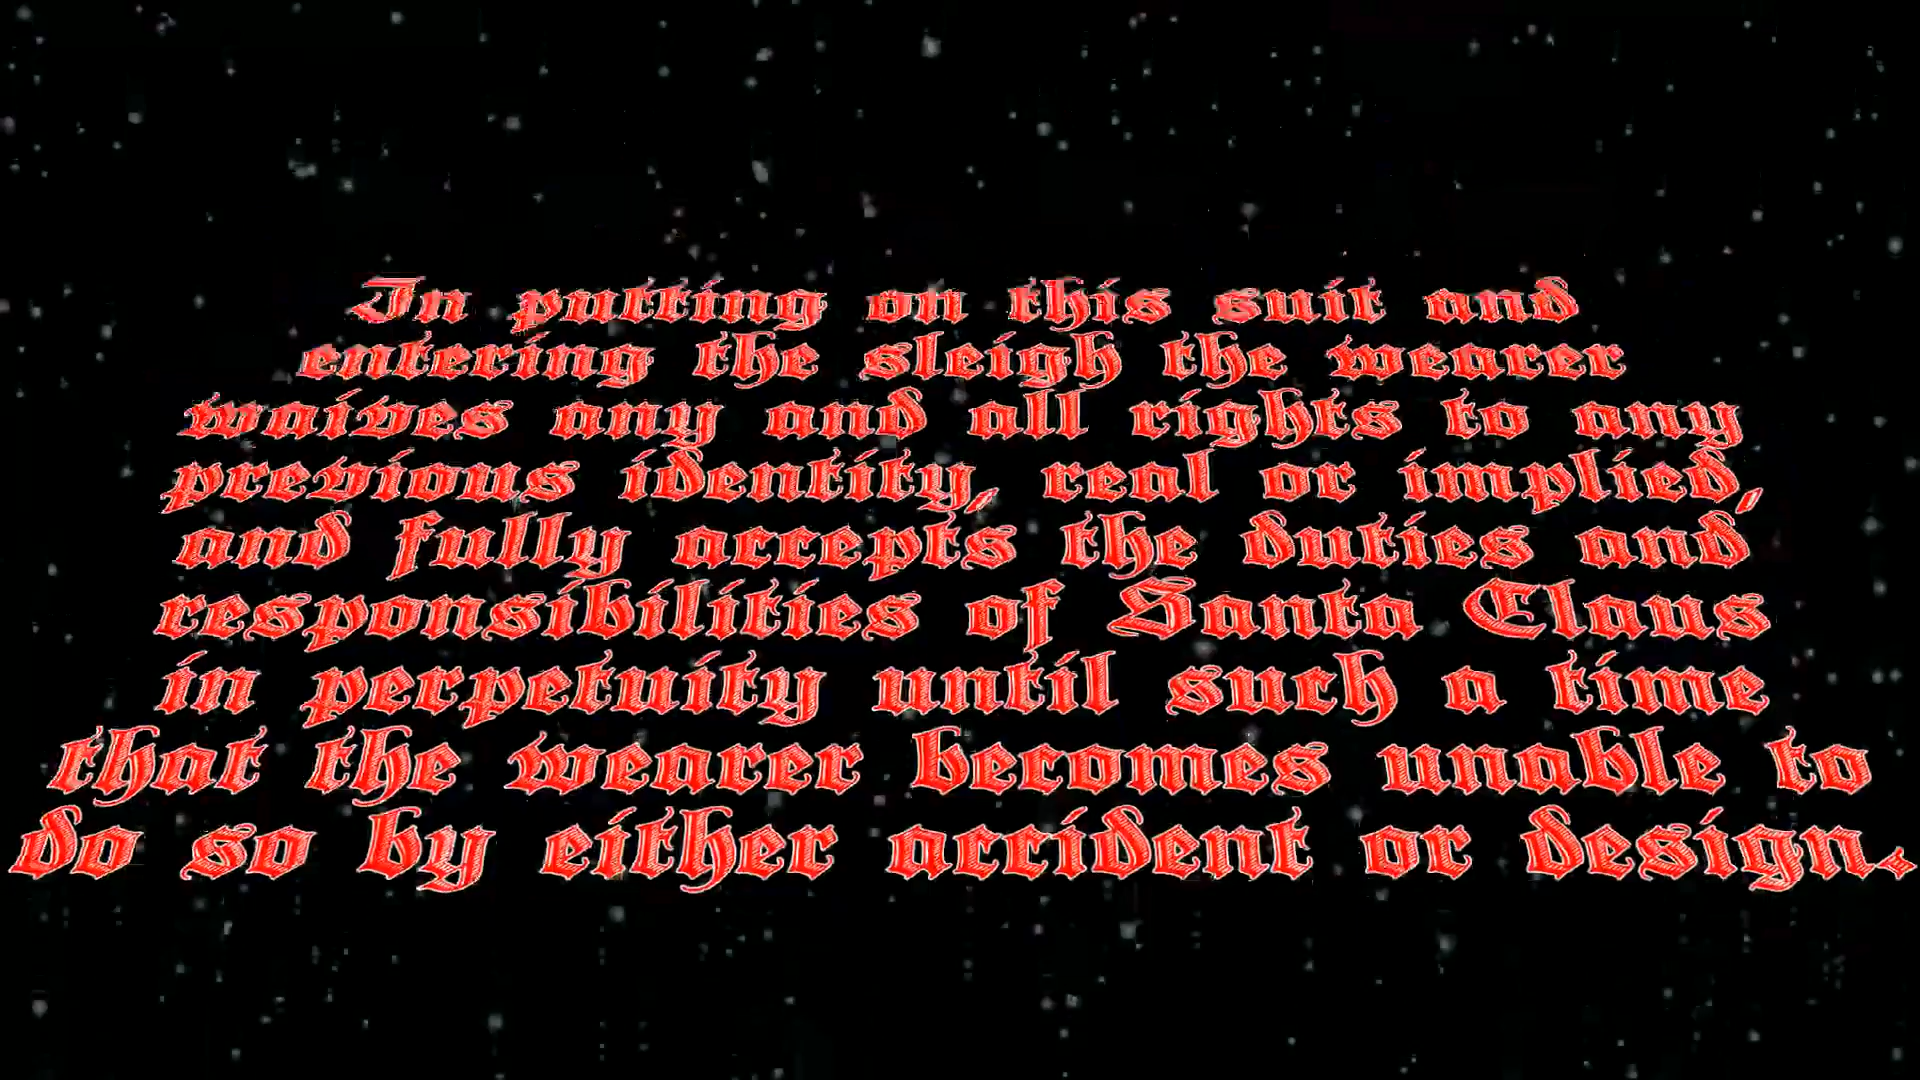 In putting on this suit and
entering the sleigh the wearer
waives any and all rights to any
previous identity, real or implied,
and fully accepts the duties and
responsibilities of Santa Claus
in perpetuity until such a time
that the wearer becomes unable to
do so by either accident or design.